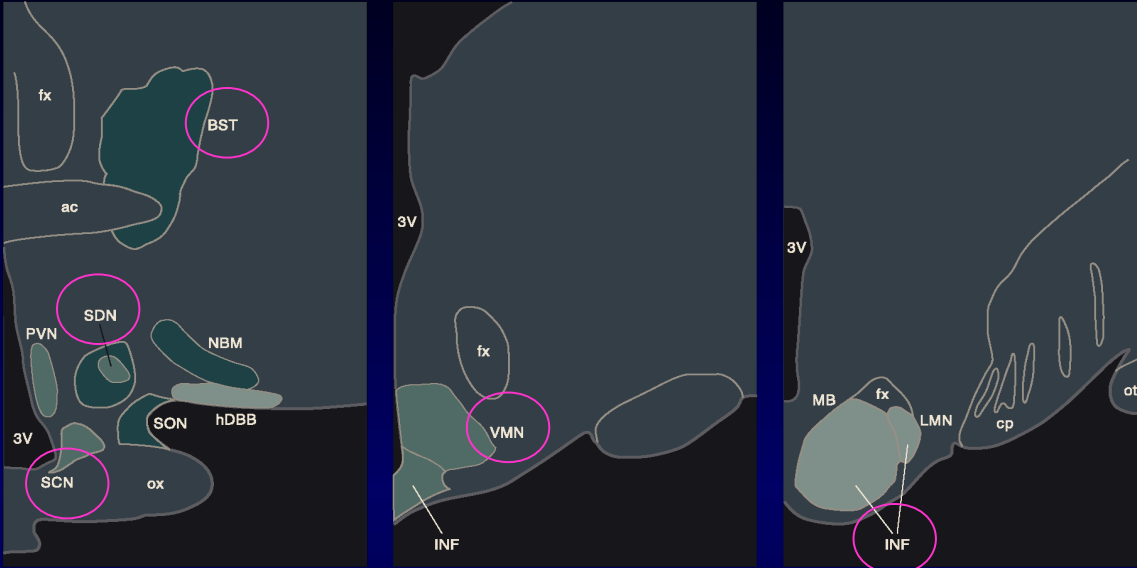 fx
BST
ac
SDN
PVN
NBM
hDBB
SON
3V
SCN
ox
3V
fx
VMN
INF
3V
MB
fx
LMN
cp
ot
INF